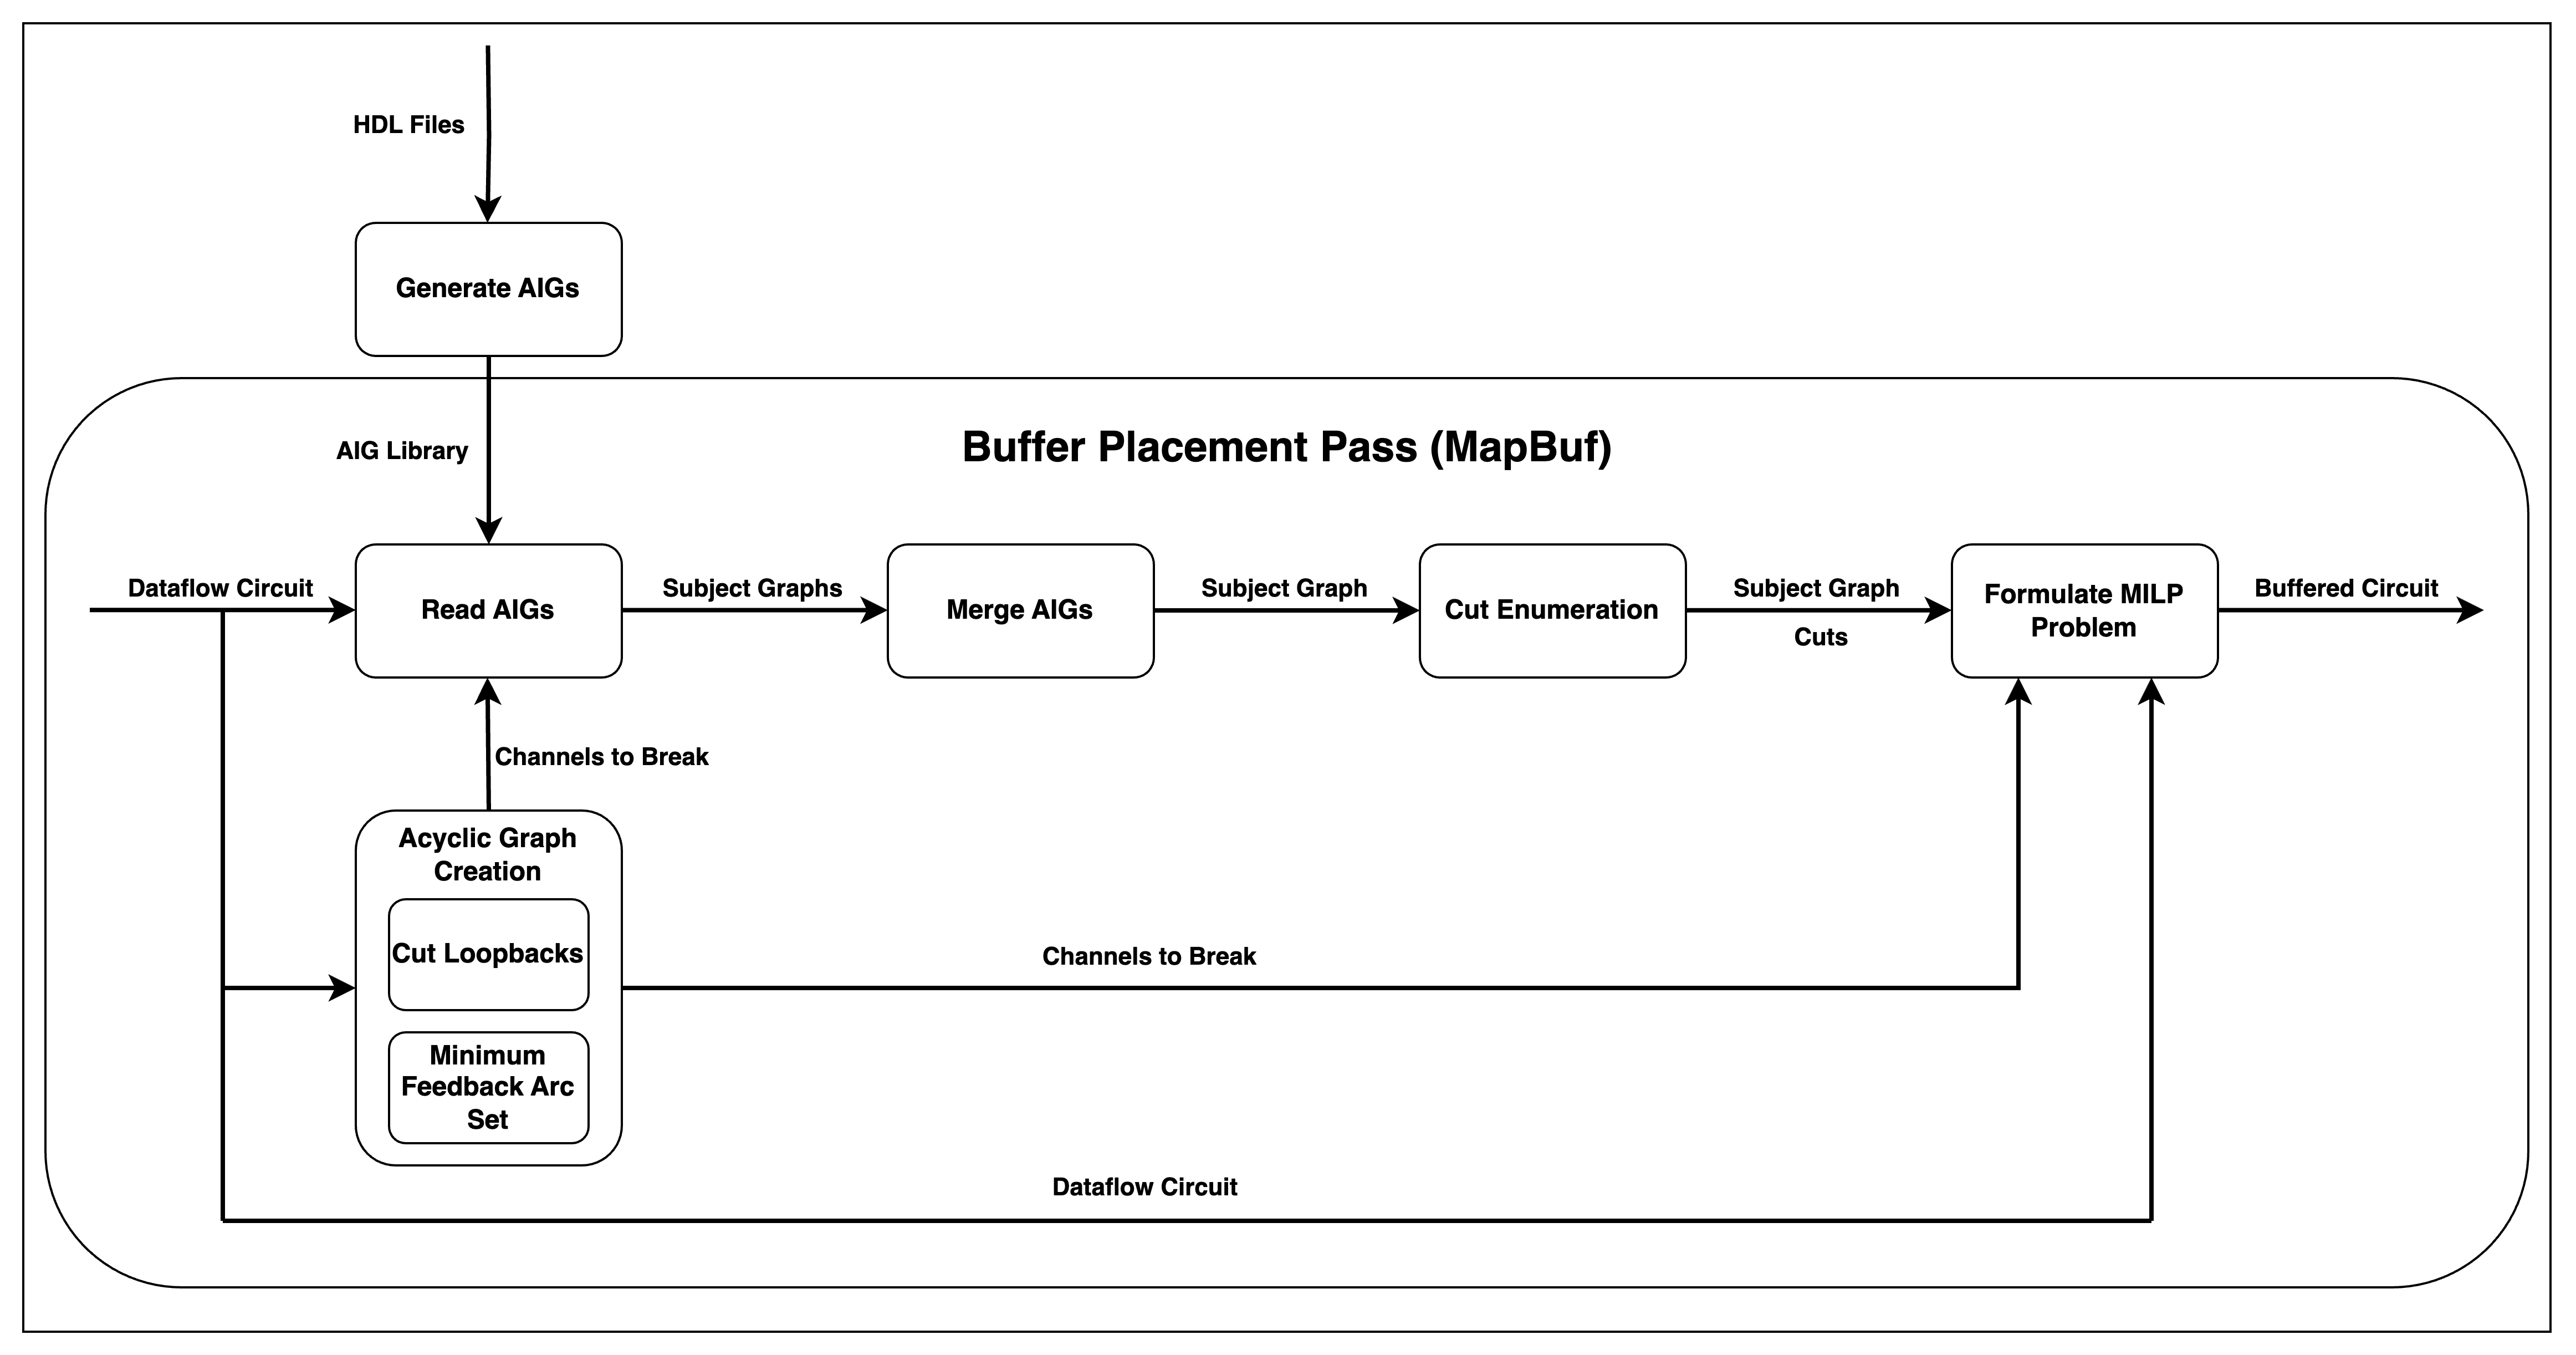 HDL Files
Generate AIGs
AIG Library
Buffer Placement Pass (MapBuf)
Dataflow Circuit
Read AIGs
Subject Graphs
Merge AIGs
Subject Graph
Cut Enumeration
Subject Graph
Cuts
Formulate MILP
Problem
Buffered Circuit
Channels to Break
Acyclic Graph
Creation
Cut Loopbacks
Minimum
Feedback Arc
Set
Channels to Break
Dataflow Circuit